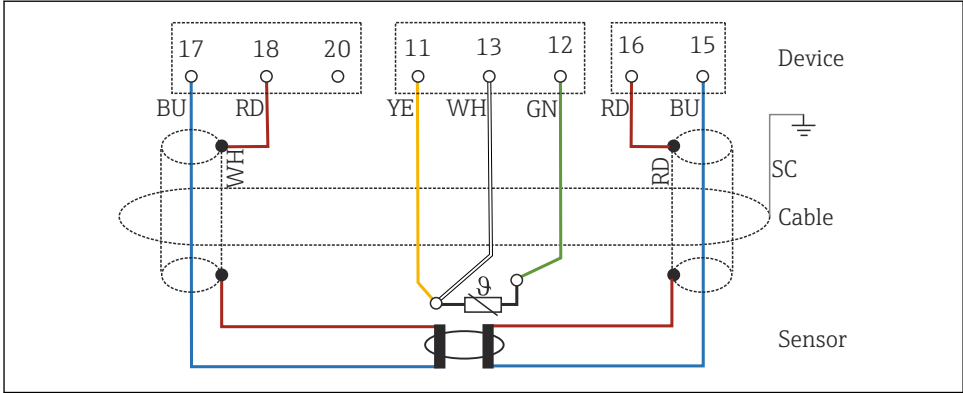 17 18 20 11 13 12 16 15
Device
BU RD YE WH GN RD BU
WH RD SC
Cable
ϑ
Sensor